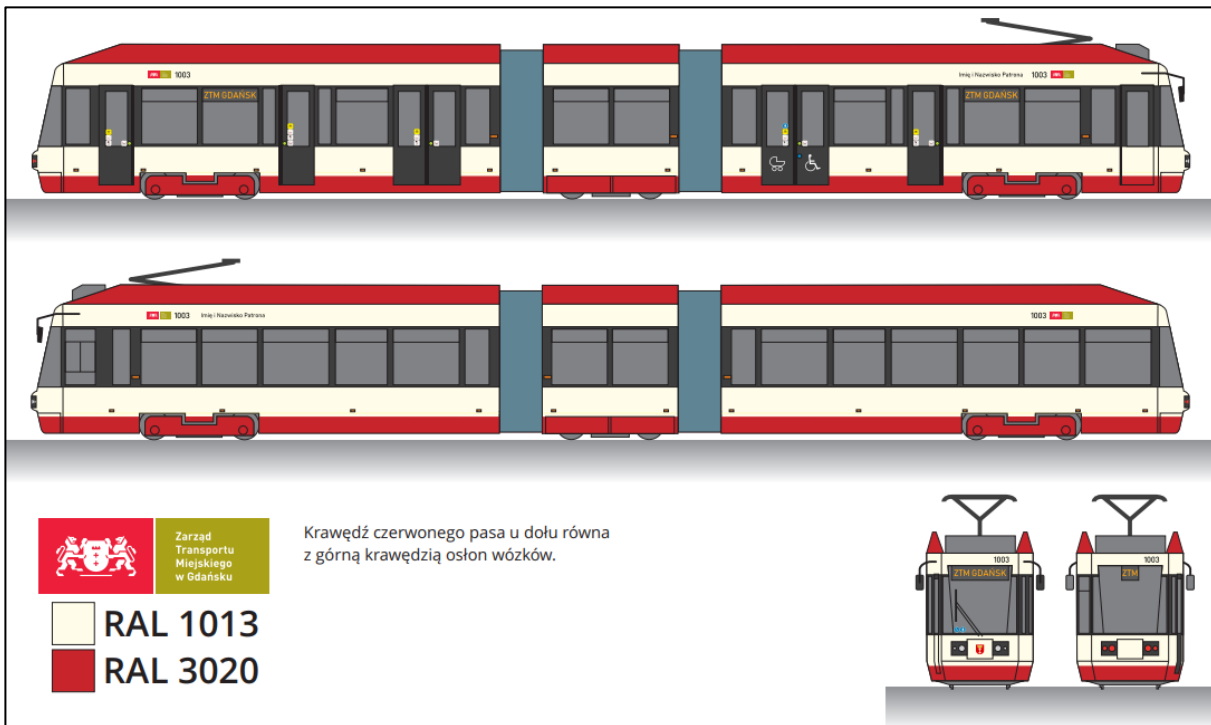 1003
Imię i Nazwisko Patrona 1003
ZTM GDAŃSK
ZTM GDAŃSK
1003 Imię i Nazwisko Patrona
1003
Zarząd
Transportu
Miejskiego
w Gdańsku
Krawędź czerwonego pasa u dołu równa
z górną krawędzią osłon wózków.
RAL 1013
RAL 3020
1003
ZTM GDAŃSK
1003
ZTM